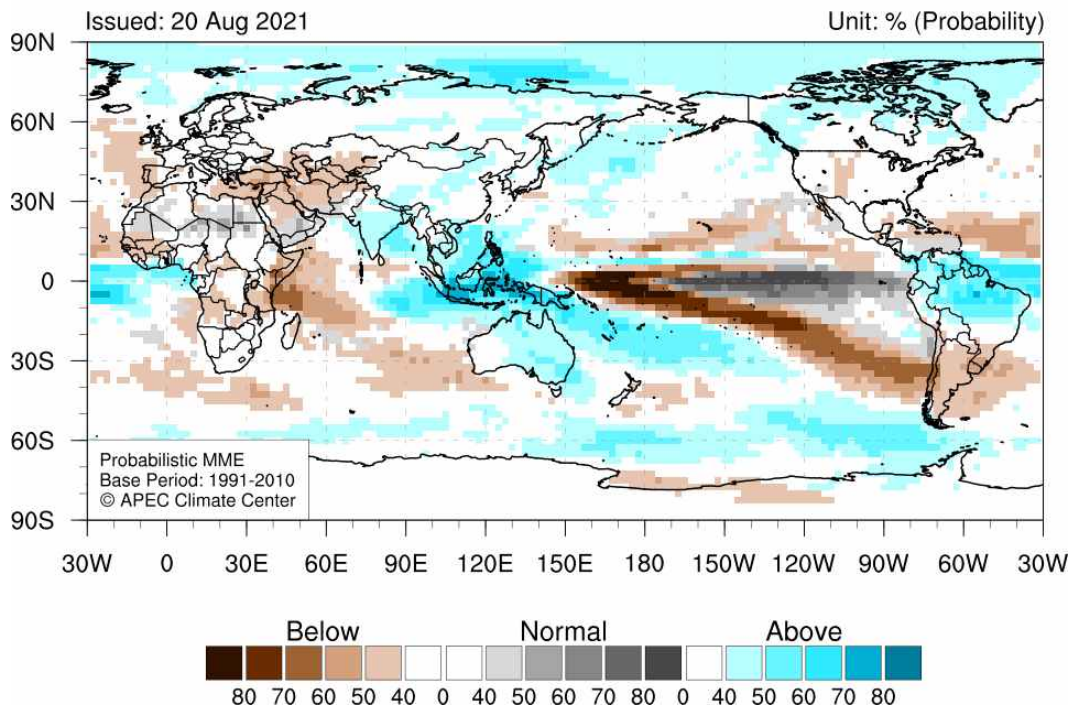 Issued: 20 Aug 2021 Unit: % (Probability)
90N
60N
30N
0
30S
60S
90S
Probabilistic MME
Base Period: 1991-2010
© APEC Climate Center
30W 0 30E 60E 90E 120E 150E 180 150W 120W 90W 60W 30W
Below Normal Above
80 70 60 50 40 0 40 50 60 70 80 0 40 50 60 70 80